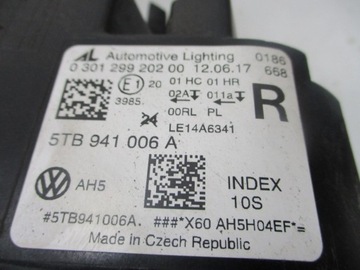 AL Automotive Lighting 0186
0 301 299 202 00 12.06.17 668
01 HC 01 HR
E1 20 02A 011a R
3985 00RL PL
LE14A6341
5TB 941 006 A
AH5 INDEX
10S
#5TB941006A. ###*X60 AH5H04EF*=
Made in Czech Republic